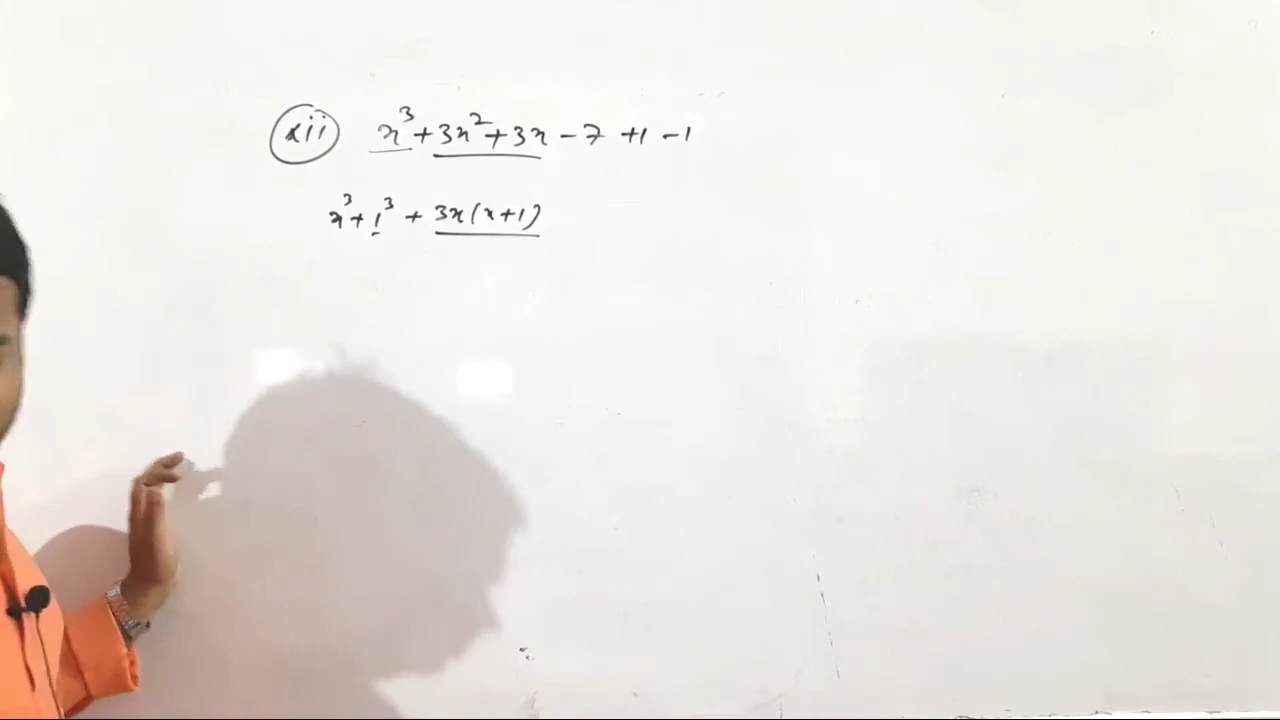 xii x³ + 3x² + 3x - 7 + 1 - 1
x³ + 1³ + 3x(x+1)